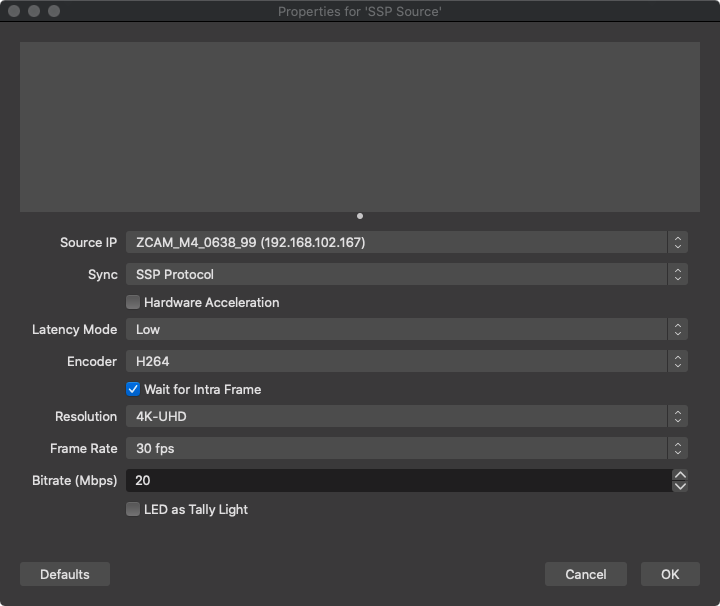 Properties for 'SSP Source'
Source IP ZCAM_M4_0638_99 (192.168.102.167)
Sync SSP Protocol
Hardware Acceleration
Latency Mode Low
Encoder H264
Wait for Intra Frame
Resolution 4K-UHD
Frame Rate 30 fps
Bitrate (Mbps) 20
LED as Tally Light
Defaults Cancel OK